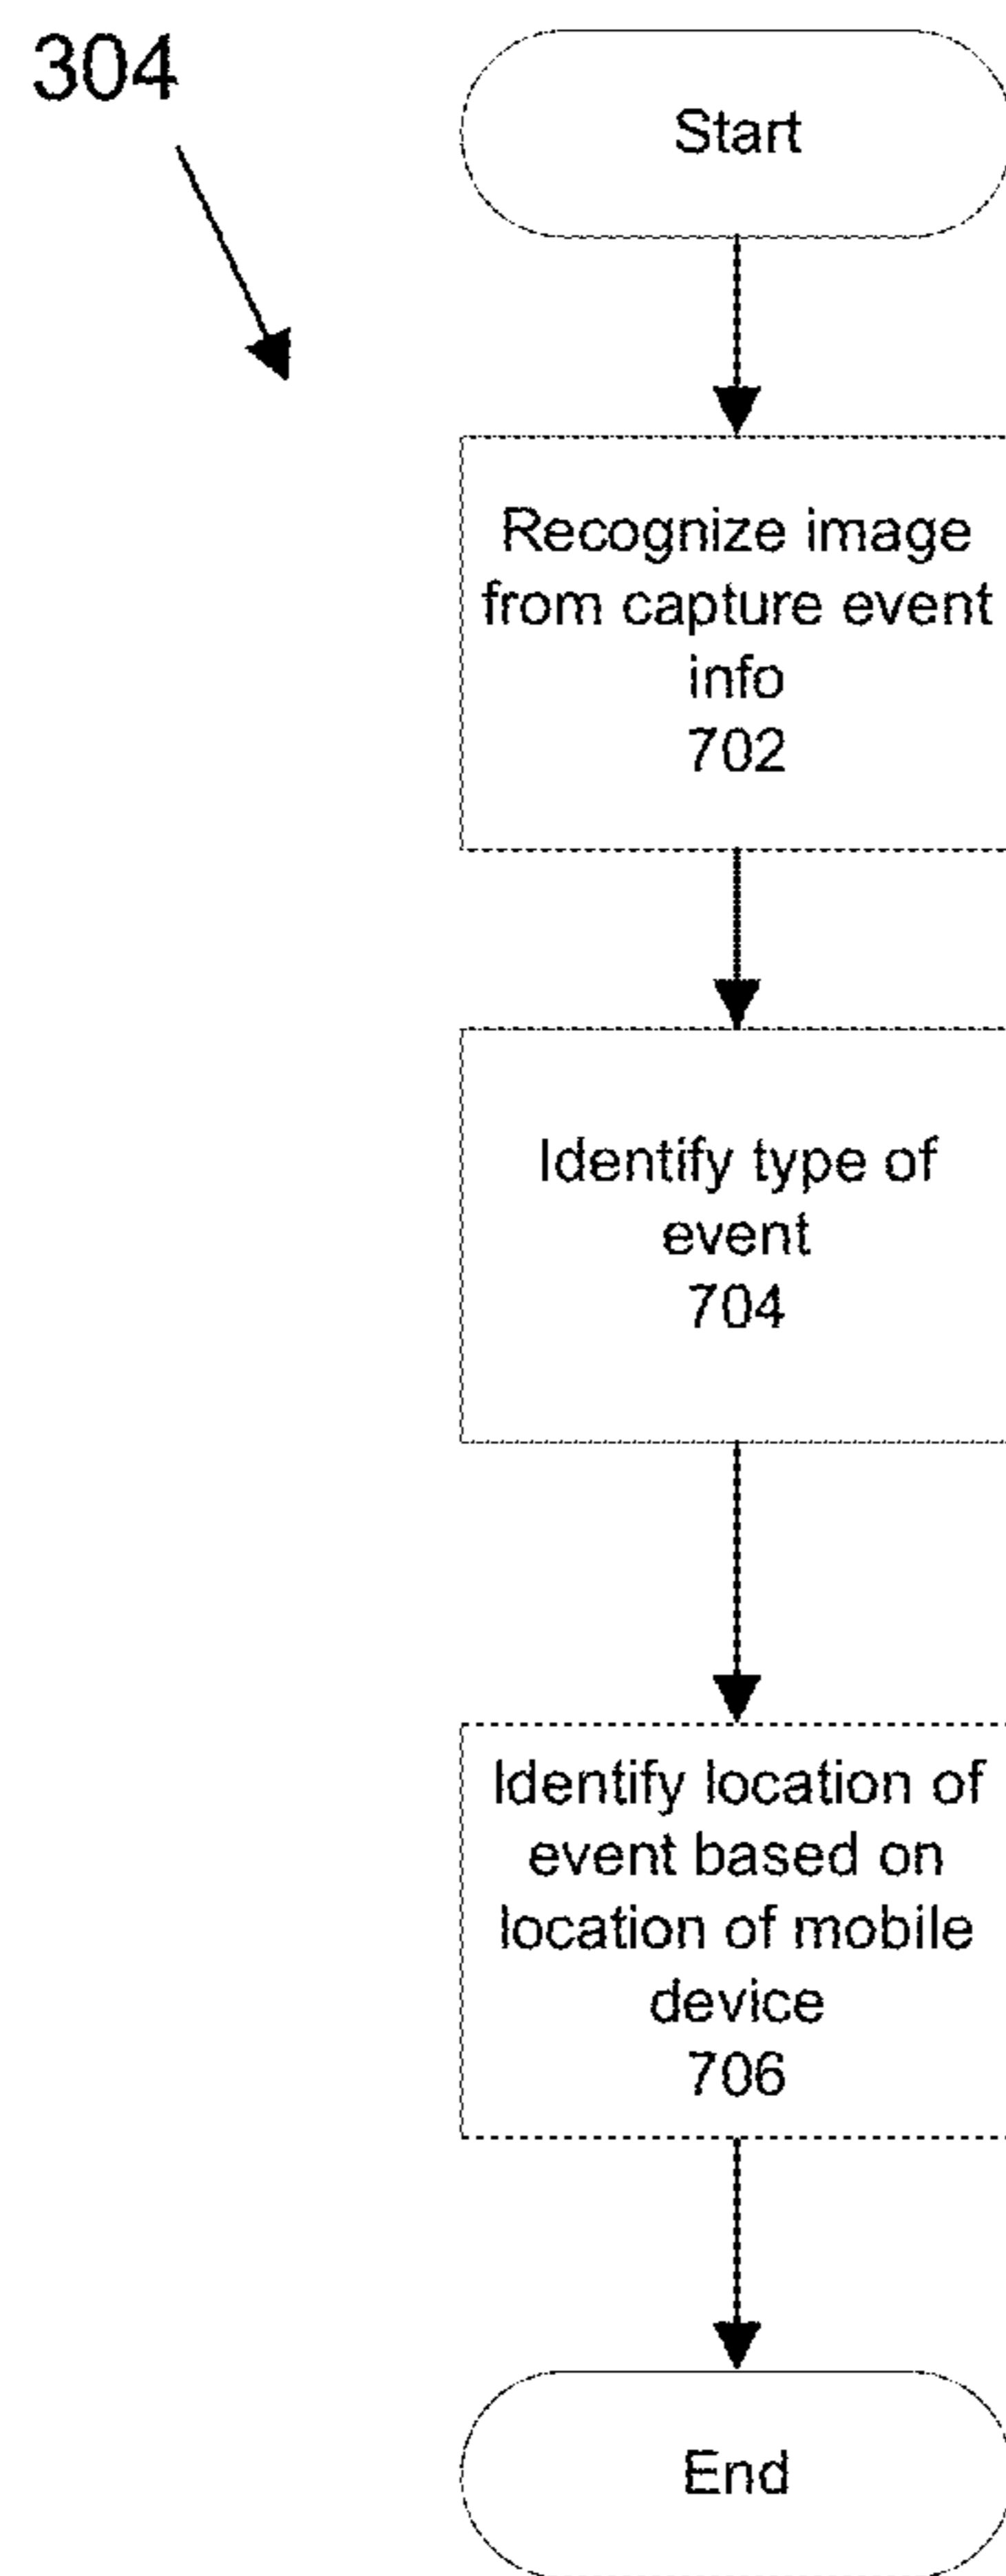 304
Start
Recognize image
from capture event
info
702
Identify type of
event
704
Identify location of
event based on
location of mobile
device
706
End